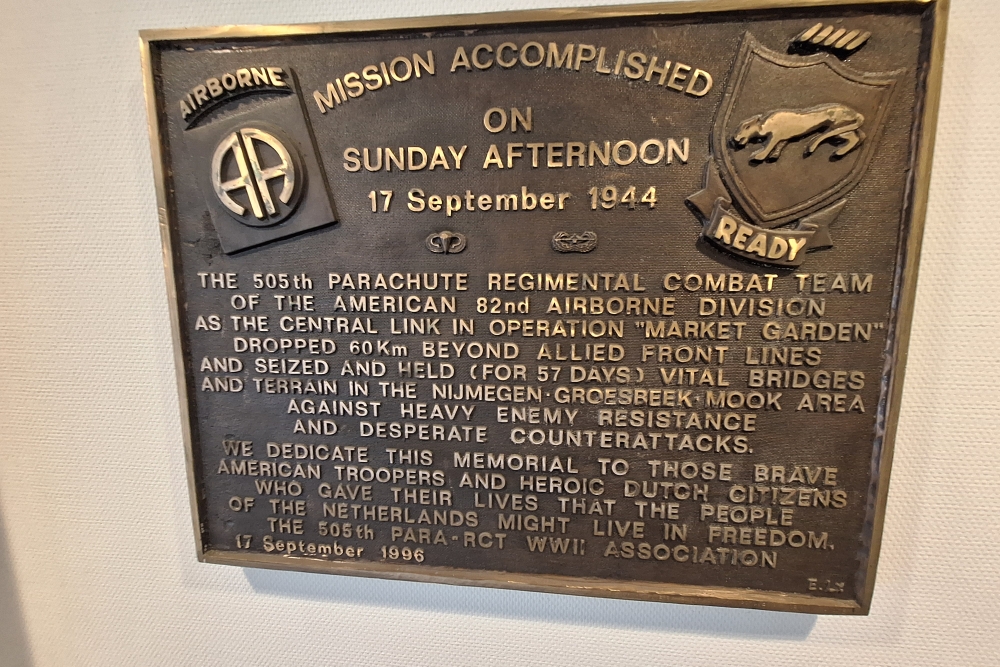 AIRBORNE
AA
MISSION ACCOMPLISHED
ON
SUNDAY AFTERNOON
17 September 1944
READY
THE 505th PARACHUTE REGIMENTAL COMBAT TEAM
OF THE AMERICAN 82nd AIRBORNE DIVISION
AS THE CENTRAL LINK IN OPERATION "MARKET GARDEN"
DROPPED 60Km BEYOND ALLIED FRONT LINES
AND SEIZED AND HELD (FOR 57 DAYS) VITAL BRIDGES
AND TERRAIN IN THE NIJMEGEN-GROESBEEK-MOOK AREA
AGAINST HEAVY ENEMY RESISTANCE
AND DESPERATE COUNTERATTACKS.
WE DEDICATE THIS MEMORIAL TO THOSE BRAVE
AMERICAN TROOPERS AND HEROIC DUTCH CITIZENS
WHO GAVE THEIR LIVES THAT THE PEOPLE
OF THE NETHERLANDS MIGHT LIVE IN FREEDOM.
THE 505th PARA-RCT WWII ASSOCIATION
17 September 1996